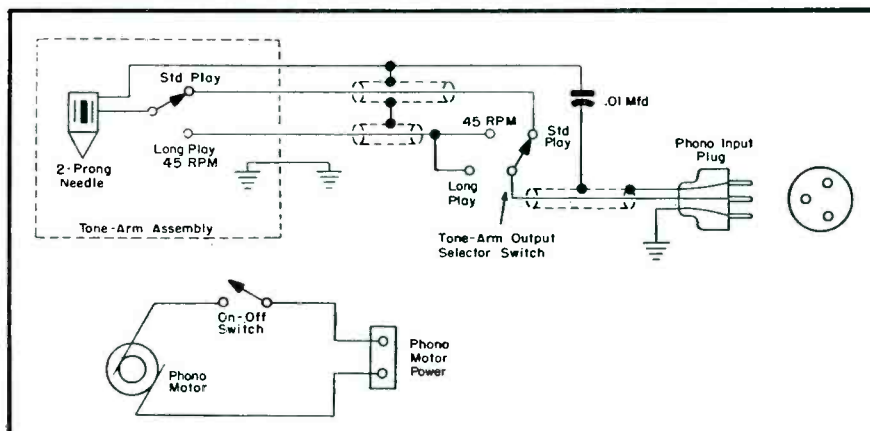 Std Play
2-Prong
Needle
Long Play
45 RPM
Tone-Arm Assembly
45 RPM
Std
Play
Long
Play
Tone-Arm Output
Selector Switch
.01 Mfd
Phono Input
Plug
On-Off
Switch
Phono
Motor
Phono
Motor
Power